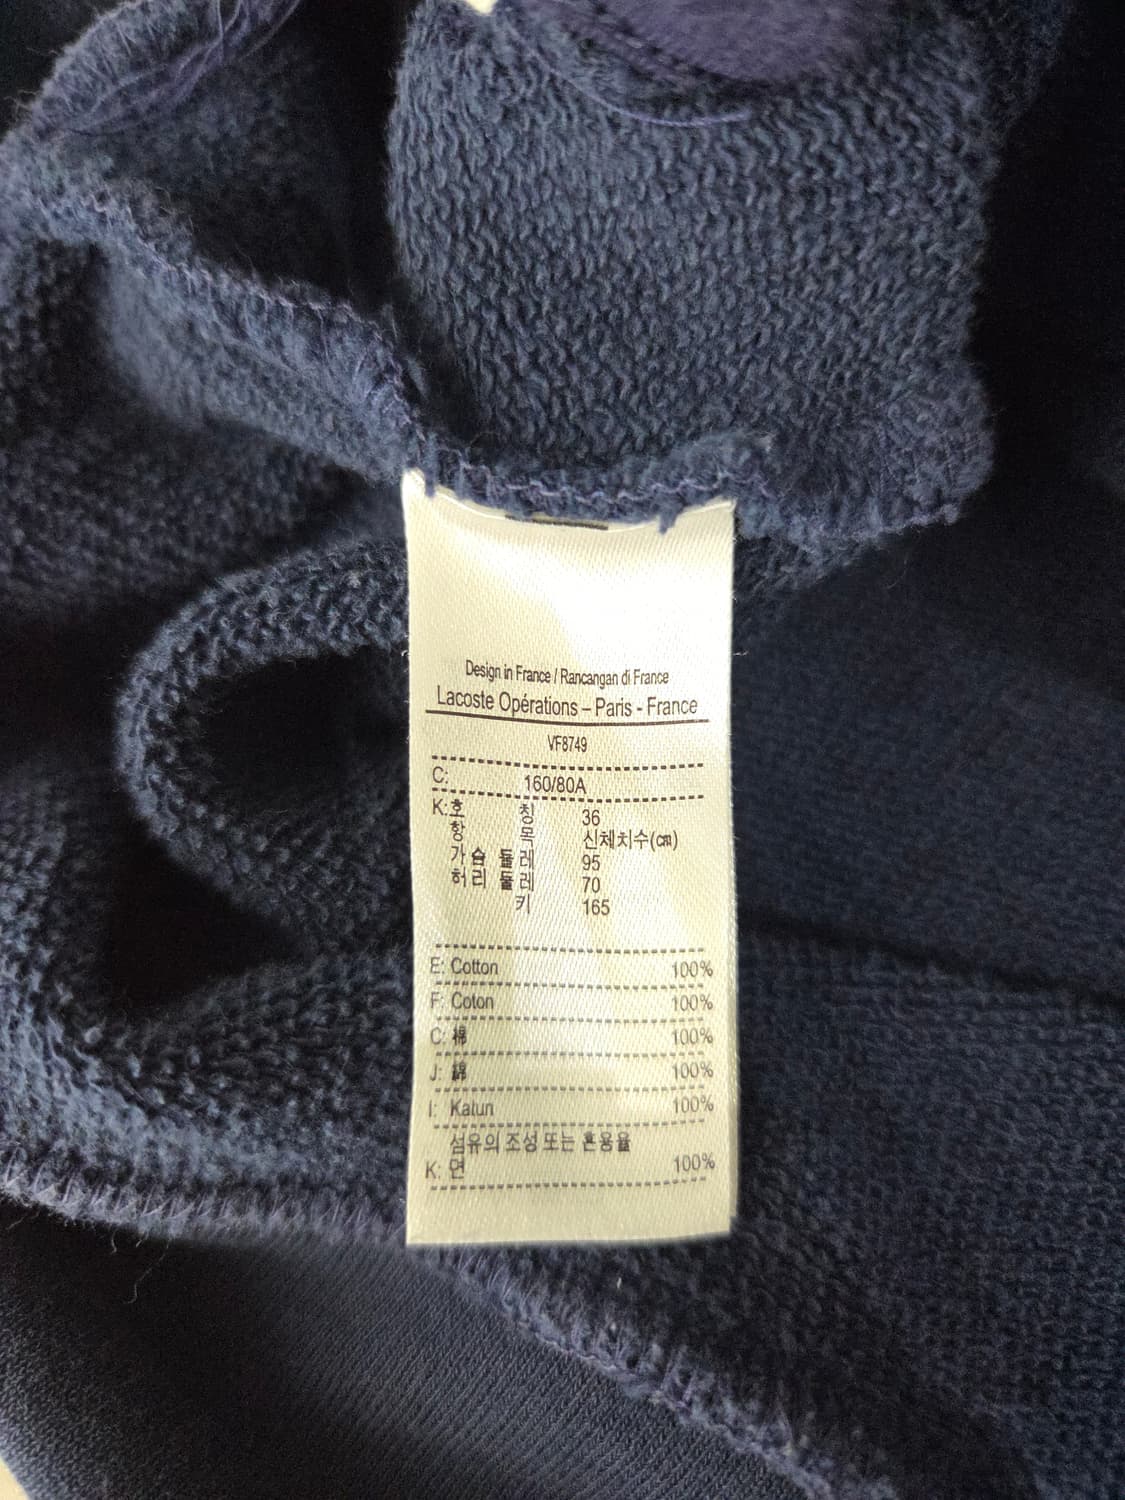 Design in France / Rancangan di France
Lacoste Opérations – Paris - France
VF8749
C: 160/80A
K:호 칭 36
항 목 신체치수(㎝)
가슴 둘레 95
허리 둘레 70
키 165
E: Cotton 100%
F: Coton 100%
C: 棉 100%
J: 綿 100%
I: Katun 100%
섬유의 조성 또는 혼용율
K: 면 100%